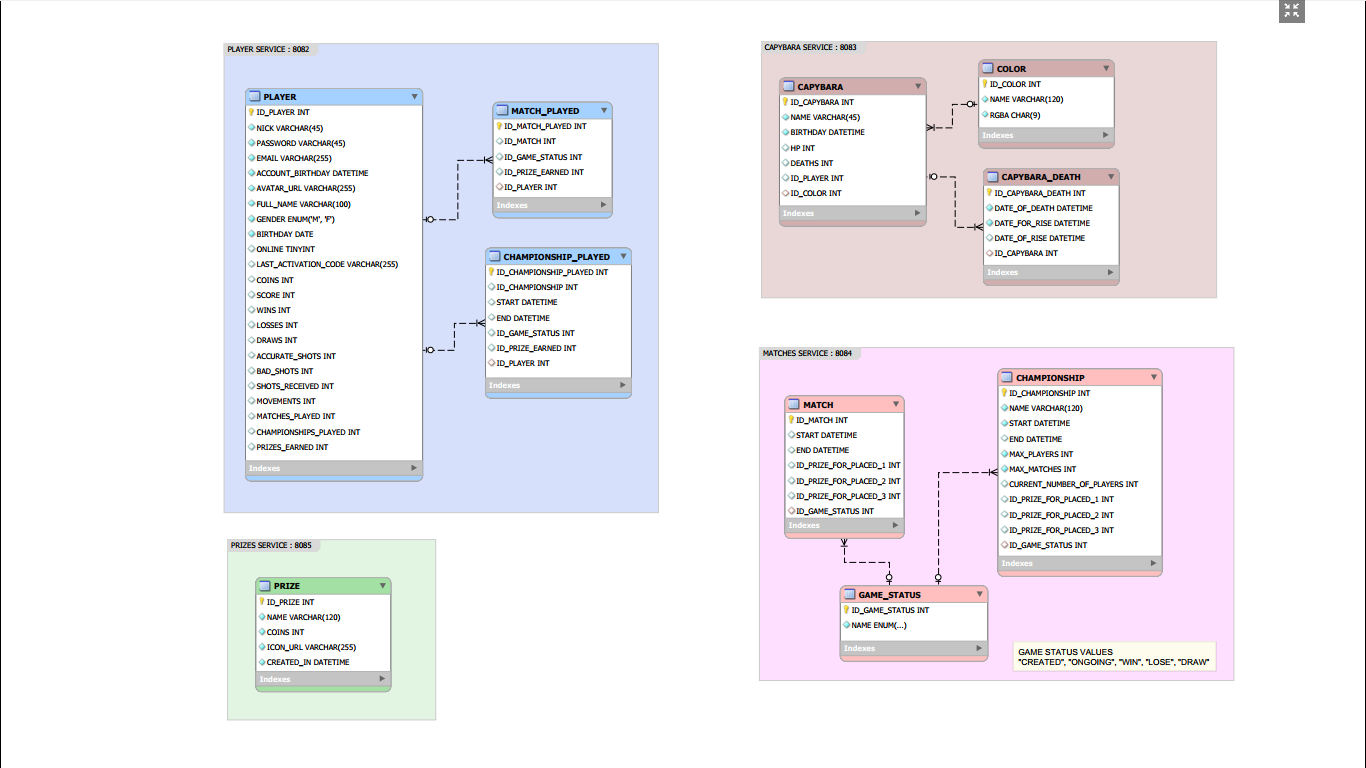 PLAYER SERVICE : 8082
PLAYER
ID_PLAYER INT
NICK VARCHAR(45)
PASSWORD VARCHAR(45)
EMAIL VARCHAR(255)
ACCOUNT_BIRTHDAY DATETIME
AVATAR_URL VARCHAR(255)
FULL_NAME VARCHAR(100)
GENDER ENUM('M', 'F')
BIRTHDAY DATE
ONLINE TINYINT
LAST_ACTIVATION_CODE VARCHAR(255)
COINS INT
SCORE INT
WINS INT
LOSSES INT
DRAWS INT
ACCURATE_SHOTS INT
BAD_SHOTS INT
SHOTS_RECEIVED INT
MOVEMENTS INT
MATCHES_PLAYED INT
CHAMPIONSHIPS_PLAYED INT
PRIZES_EARNED INT
Indexes
MATCH_PLAYED
ID_MATCH_PLAYED INT
ID_MATCH INT
ID_GAME_STATUS INT
ID_PRIZE_EARNED INT
ID_PLAYER INT
Indexes
CHAMPIONSHIP_PLAYED
ID_CHAMPIONSHIP_PLAYED INT
ID_CHAMPIONSHIP INT
START DATETIME
END DATETIME
ID_GAME_STATUS INT
ID_PRIZE_EARNED INT
ID_PLAYER INT
Indexes
CAPYBARA SERVICE : 8083
CAPYBARA
ID_CAPYBARA INT
NAME VARCHAR(45)
BIRTHDAY DATETIME
HP INT
DEATHS INT
ID_PLAYER INT
ID_COLOR INT
Indexes
COLOR
ID_COLOR INT
NAME VARCHAR(120)
RGBA CHAR(9)
Indexes
CAPYBARA_DEATH
ID_CAPYBARA_DEATH INT
DATE_OF_DEATH DATETIME
DATE_FOR_RISE DATETIME
DATE_OF_RISE DATETIME
ID_CAPYBARA INT
Indexes
MATCHES SERVICE : 8084
MATCH
ID_MATCH INT
START DATETIME
END DATETIME
ID_PRIZE_FOR_PLACED_1 INT
ID_PRIZE_FOR_PLACED_2 INT
ID_PRIZE_FOR_PLACED_3 INT
ID_GAME_STATUS INT
Indexes
CHAMPIONSHIP
ID_CHAMPIONSHIP INT
NAME VARCHAR(120)
START DATETIME
END DATETIME
MAX_PLAYERS INT
MAX_MATCHES INT
CURRENT_NUMBER_OF_PLAYERS INT
ID_PRIZE_FOR_PLACED_1 INT
ID_PRIZE_FOR_PLACED_2 INT
ID_PRIZE_FOR_PLACED_3 INT
ID_GAME_STATUS INT
Indexes
GAME_STATUS
ID_GAME_STATUS INT
NAME ENUM(...)
Indexes
GAME STATUS VALUES
"CREATED", "ONGOING", "WIN", "LOSE", "DRAW"
PRIZES SERVICE : 8085
PRIZE
ID_PRIZE INT
NAME VARCHAR(120)
COINS INT
ICON_URL VARCHAR(255)
CREATED_IN DATETIME
Indexes